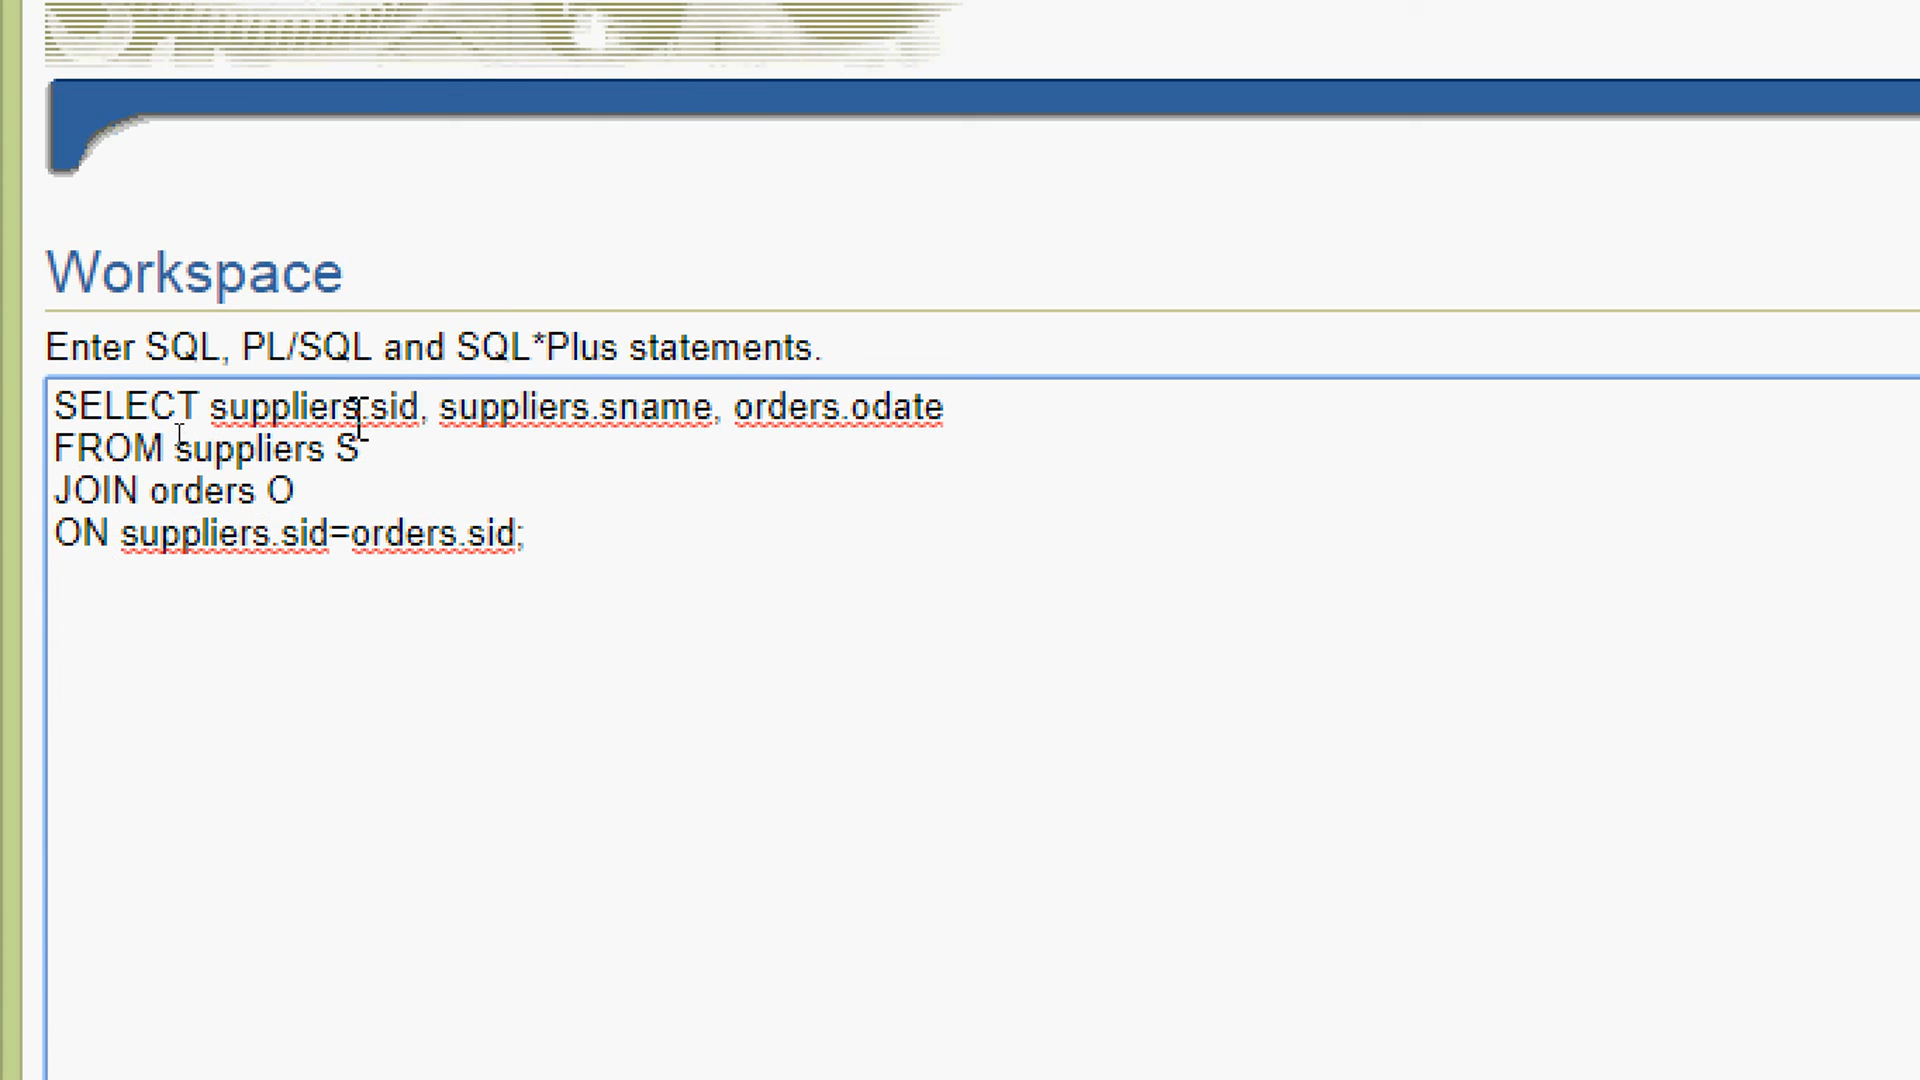 Workspace
Enter SQL, PL/SQL and SQL*Plus statements.
SELECT suppliers.sid, suppliers.sname, orders.odate
FROM suppliers S
JOIN orders O
ON suppliers.sid=orders.sid;